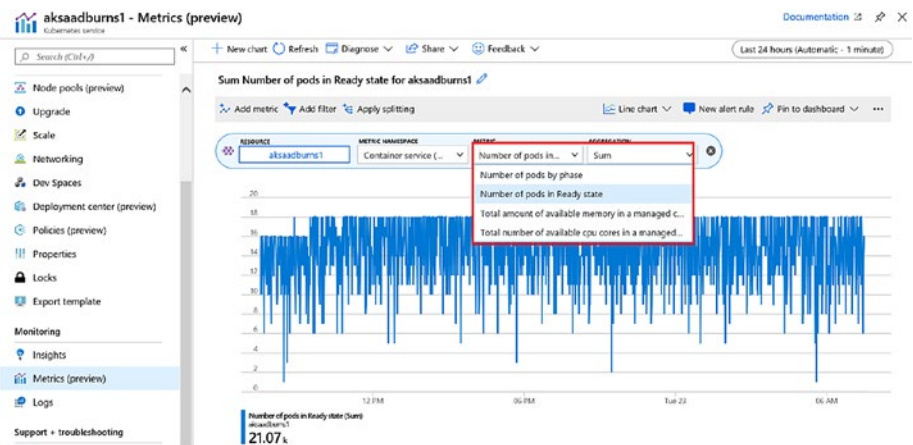 aksaadburns1 - Metrics (preview)
Kubernetes service
Documentation
Search (Ctrl+/)
«
Node pools (preview)
Upgrade
Scale
Networking
Dev Spaces
Deployment center (preview)
Policies (preview)
Properties
Locks
Export template
Monitoring
Insights
Metrics (preview)
Logs
Support + troubleshooting
New chart Refresh Diagnose Share Feedback
Last 24 hours (Automatic - 1 minute)
Sum Number of pods in Ready state for aksaadburns1
Add metric Add filter Apply splitting
Line chart New alert rule Pin to dashboard ...
RESOURCE METRIC NAMESPACE METRIC AGGREGATION
aksaadburns1 Container service (... Number of pods in... Sum
Number of pods by phase
Number of pods in Ready state
Total amount of available memory in a managed c...
Total number of available cpu cores in a managed...
20
18
14
12
10
8
6
4
2
0
12 PM 06 PM Tue 23 06 AM
Number of pods in Ready state (Sum)
aksaadburns1
21.07 k